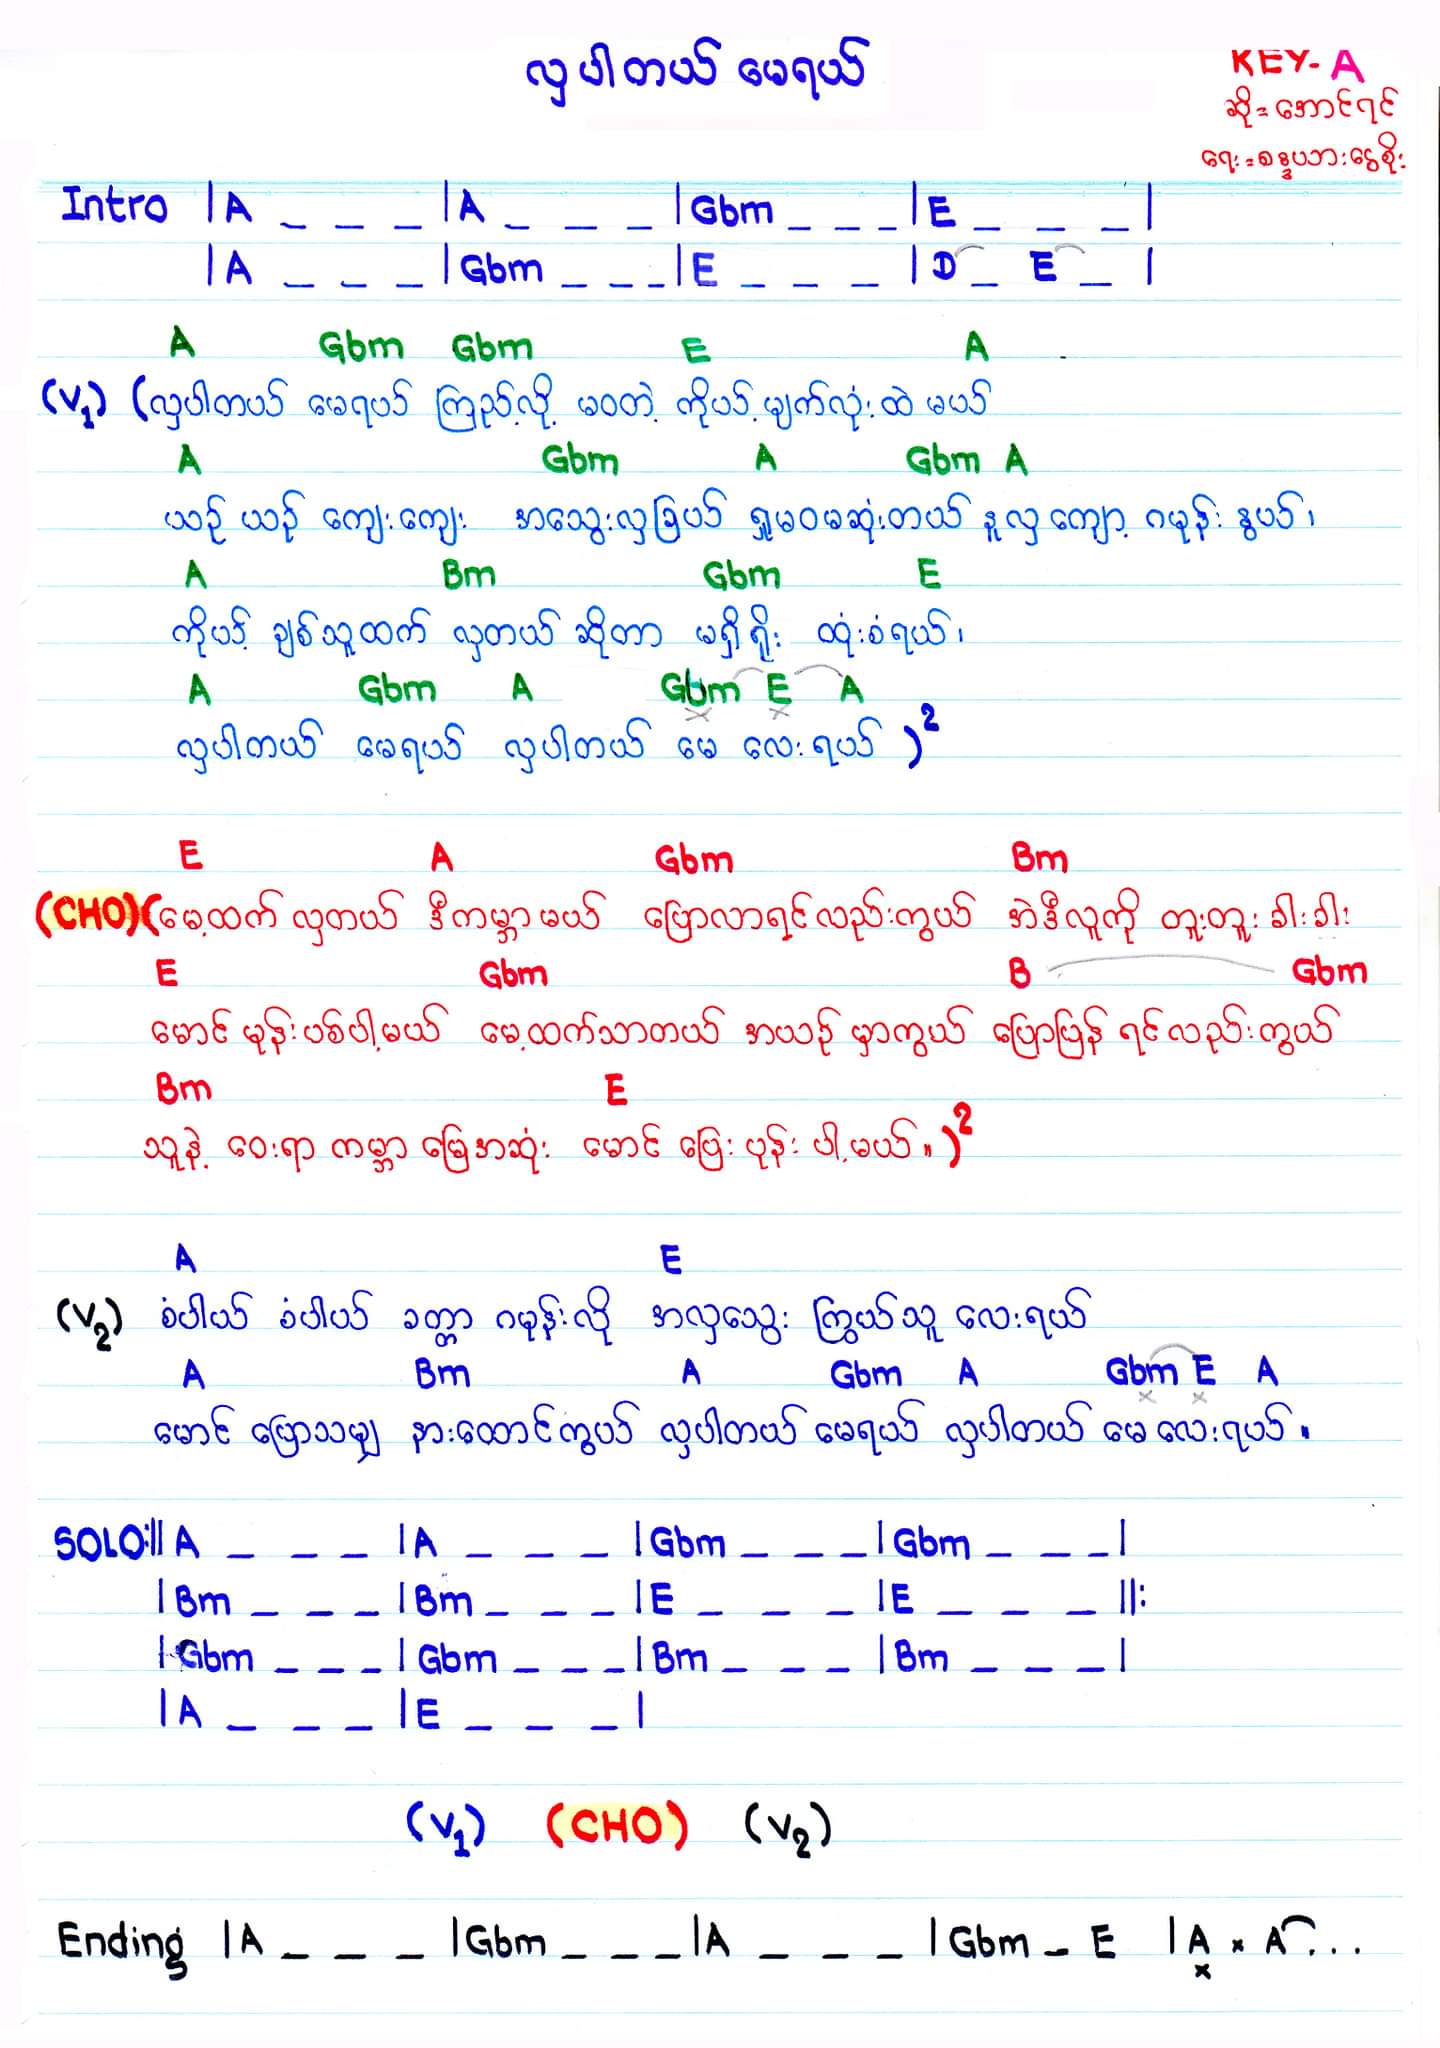 လှပါတယ် မေရယ်
KEY- A
ဆို = အောင်ရင်
ရေး = စန္ဒယားငွေစိုး
Intro |A _ _ _ |A _ _ _ |Gbm _ _ _ |E _ _ _ |
|A _ _ _ |Gbm _ _ _ |E _ _ _ |D _ E _ |
A Gbm Gbm E A
(V1) (လှပါတယ် မေရယ် ကြည့်လို့ မဝတဲ့ ကိုယ့် မျက်လုံးထဲ မယ်
A Gbm A Gbm A
ယဉ် ယဉ် ကျေးကျေး အသွေးလှခြယ် ရှုမဝမဆုံးတယ် နူလှ ကျော့ ဂမုန်း နွယ်၊
A Bm Gbm E
ကိုယ့် ချစ်သူထက် လှတယ် ဆိုတာ မရှိရိုး ထုံးစံရယ်၊
A Gbm A Gbm E A
လှပါတယ် မေရယ် လှပါတယ် မေ လေးရယ် )2
E A Gbm Bm
(CHO) (မေ့ထက် လှတယ် ဒီကမ္ဘာမယ် ပြောလာရင်လည်းကွယ် အဲဒီလူကို တူးတူး ခါးခါး
E Gbm B Gbm
မောင် မုန်းပစ်ပါ့မယ် မေ့ထက်သာတယ် အယဉ် မှာကွယ် ပြောပြန် ရင်လည်းကွယ်
Bm E
သူနဲ့ ဝေးရာ ကမ္ဘာ မြေအဆုံး မောင် ပြေး ပုန်း ပါ့မယ်။ )2
A E
(V2) စံပါယ် စံပါယ် ခတ္တာ ဂမုန်းလို အလှသွေး ကြွယ်သူ လေးရယ်
A Bm A Gbm A Gbm E A
မောင် ပြောသမျှ နားထောင်ကွယ် လှပါတယ် မေရယ် လှပါတယ် မေ လေးရယ်။
SOLO:|| A _ _ _ |A _ _ _ |Gbm _ _ _ |Gbm _ _ _ |
|Bm _ _ _ |Bm _ _ _ |E _ _ _ |E _ _ _ ||:
|Gbm _ _ _ |Gbm _ _ _ |Bm _ _ _ |Bm _ _ _ |
|A _ _ _ |E _ _ _ |
(V1) (CHO) (V2)
Ending |A _ _ _ |Gbm _ _ _ |A _ _ _ |Gbm _ E |A × A...